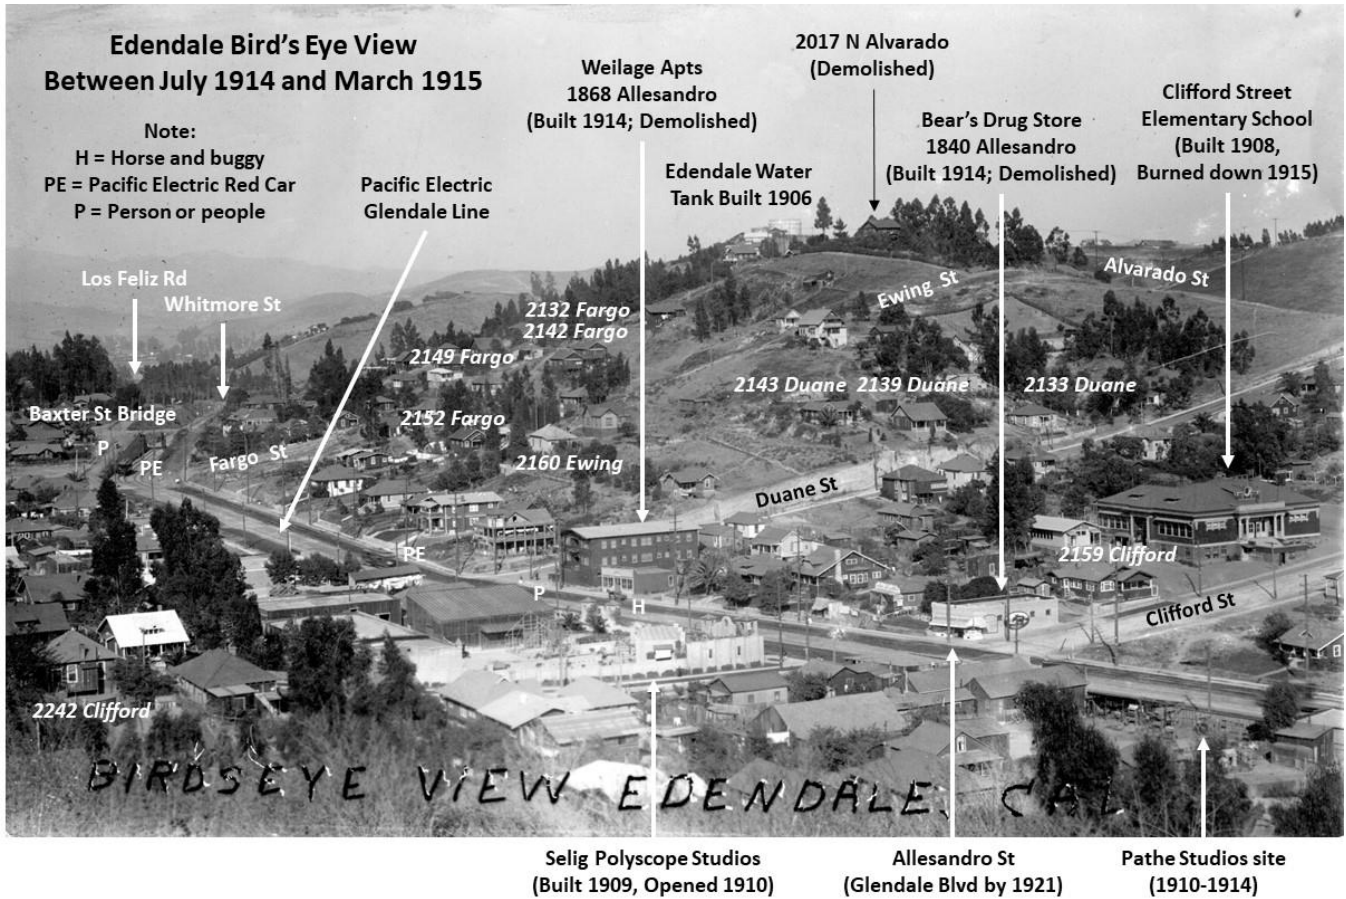 Edendale Bird's Eye View
Between July 1914 and March 1915
Note:
H = Horse and buggy
PE = Pacific Electric Red Car
P = Person or people
Pacific Electric
Glendale Line
Weilage Apts
1868 Allesandro
(Built 1914; Demolished)
2017 N Alvarado
(Demolished)
Edendale Water
Tank Built 1906
Bear's Drug Store
1840 Allesandro
(Built 1914; Demolished)
Clifford Street
Elementary School
(Built 1908,
Burned down 1915)
Los Feliz Rd
Whitmore St
Ewing St
Alvarado St
2132 Fargo
2142 Fargo
2149 Fargo
2143 Duane
2139 Duane
2133 Duane
Baxter St Bridge
2152 Fargo
P
PE
Fargo St
2160 Ewing
Duane St
PE
2159 Clifford
P
H
Clifford St
2242 Clifford
BIRDSEYE VIEW EDENDALE, CAL
Selig Polyscope Studios
(Built 1909, Opened 1910)
Allesandro St
(Glendale Blvd by 1921)
Pathe Studios site
(1910-1914)